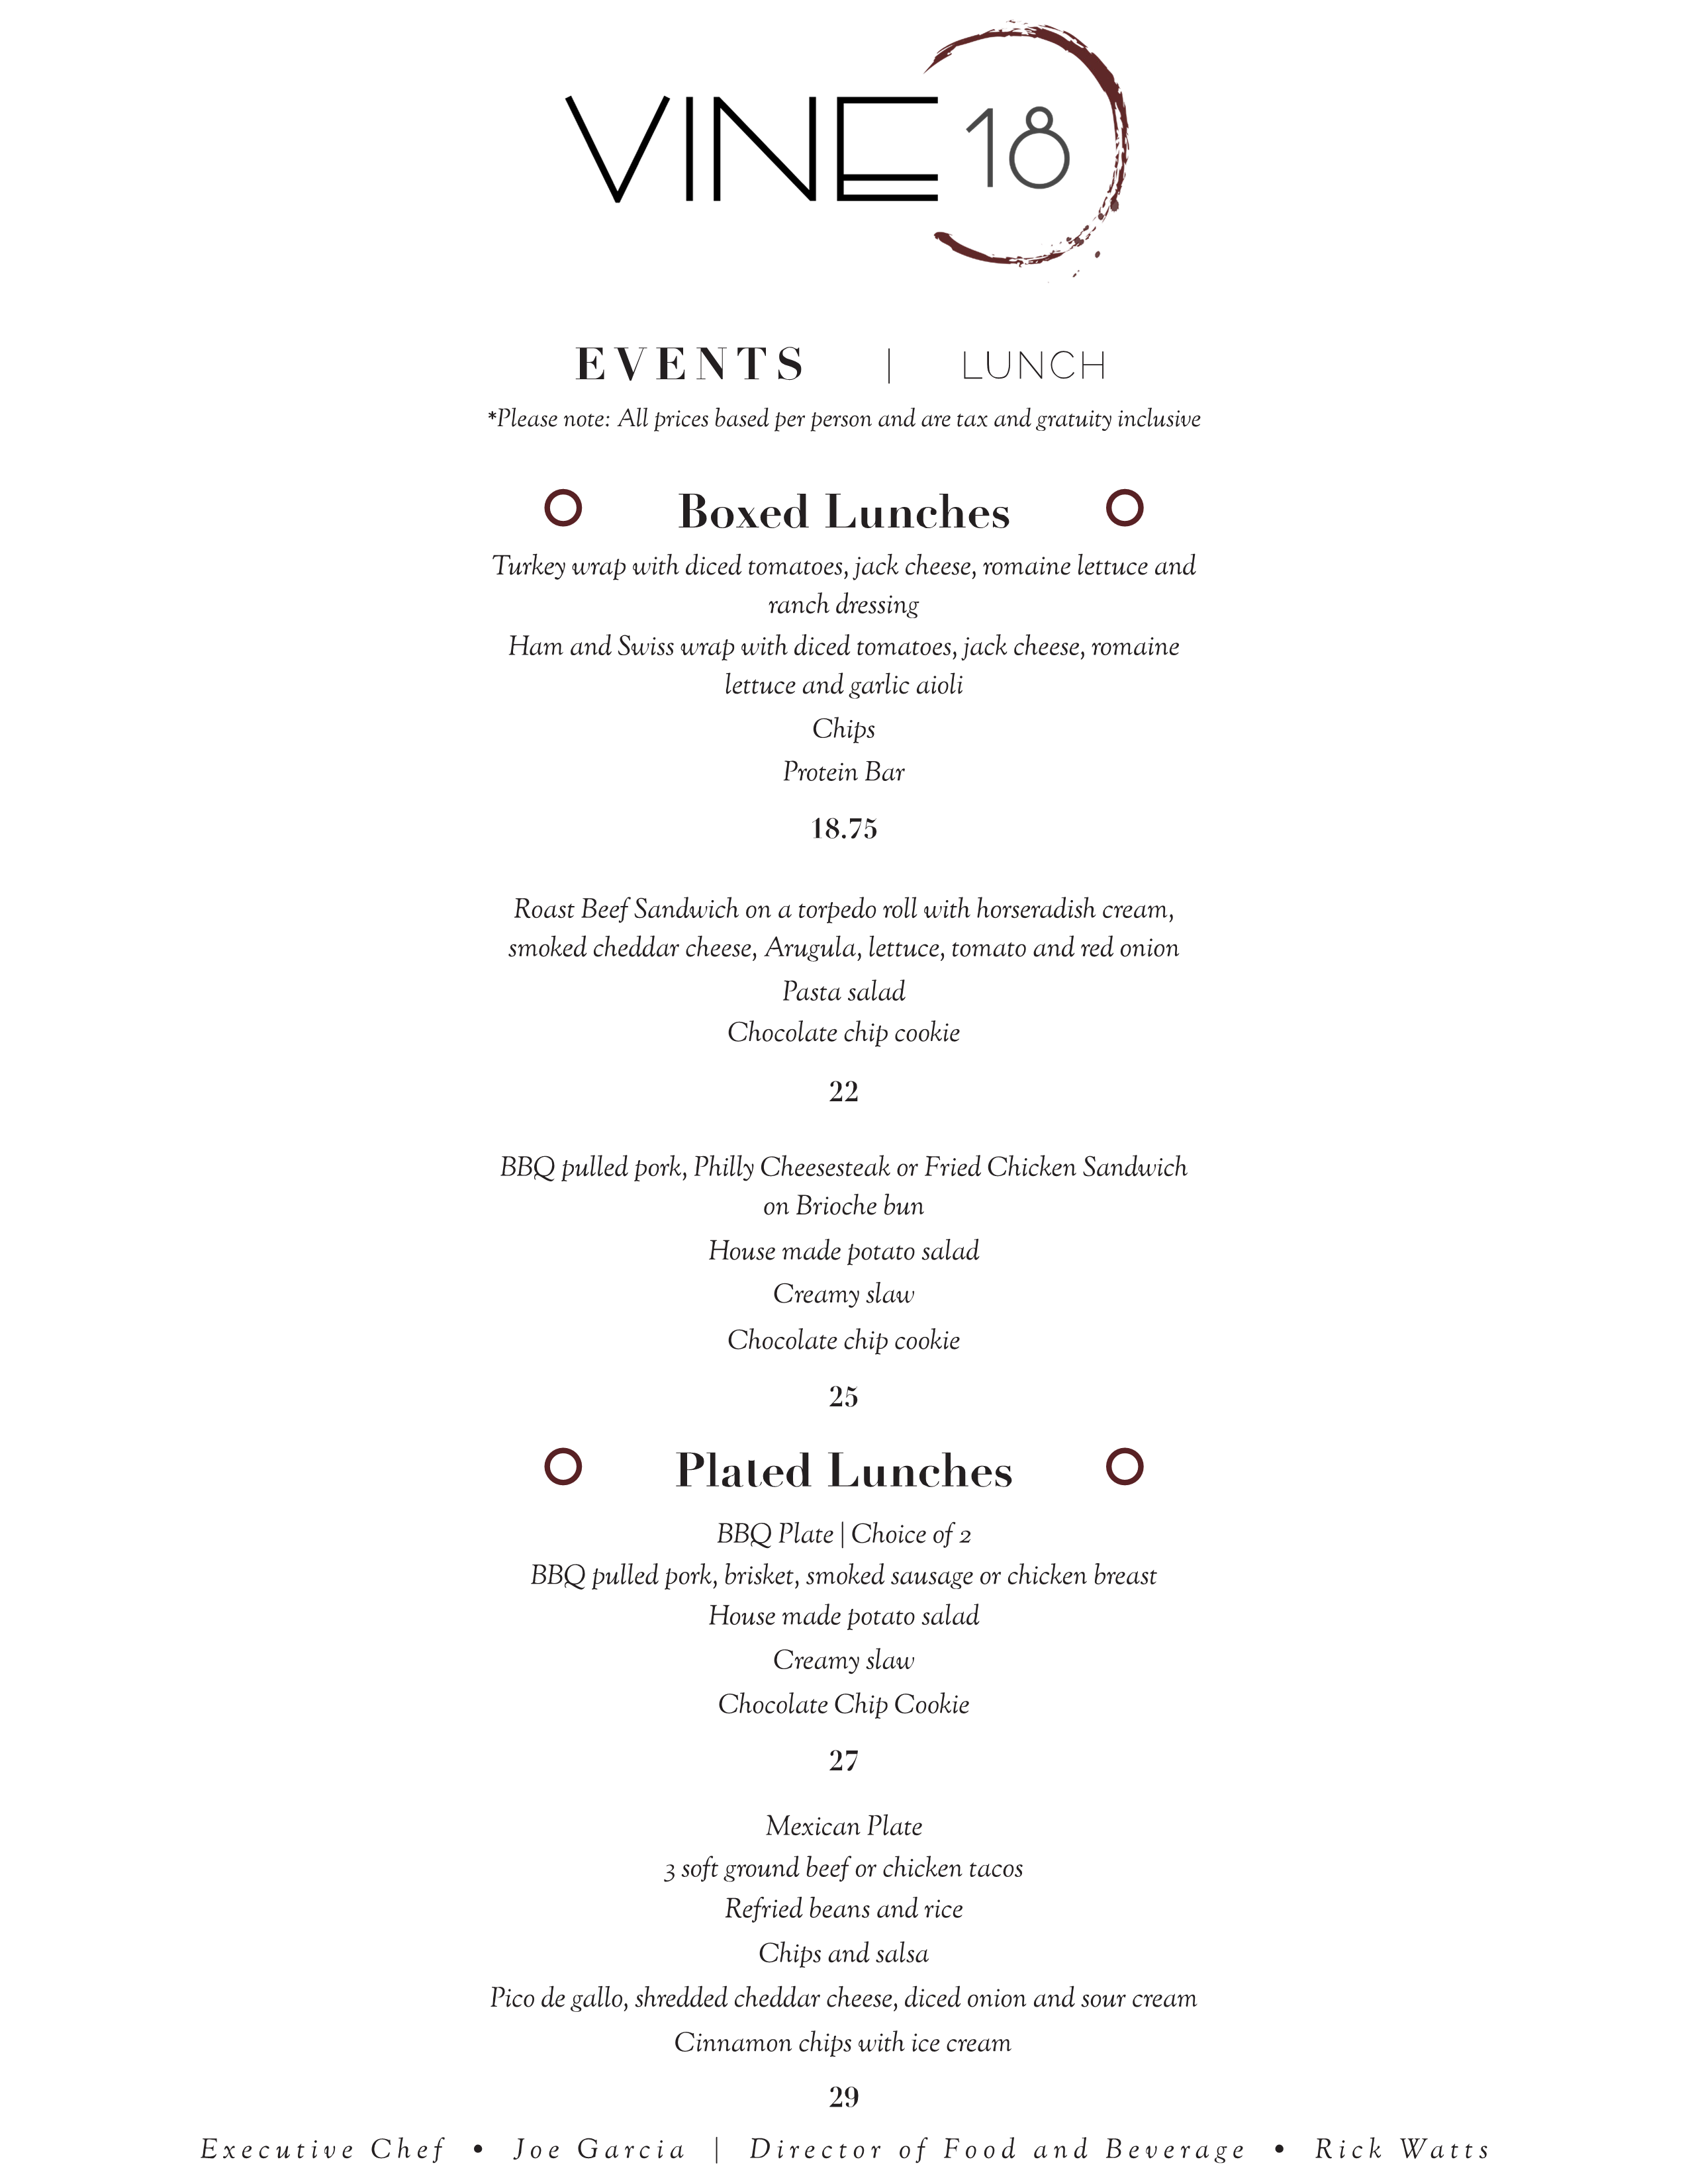 VINE 18
EVENTS | LUNCH
*Please note: All prices based per person and are tax and gratuity inclusive
Boxed Lunches
Turkey wrap with diced tomatoes, jack cheese, romaine lettuce and
ranch dressing
Ham and Swiss wrap with diced tomatoes, jack cheese, romaine
lettuce and garlic aioli
Chips
Protein Bar
18.75
Roast Beef Sandwich on a torpedo roll with horseradish cream,
smoked cheddar cheese, Arugula, lettuce, tomato and red onion
Pasta salad
Chocolate chip cookie
22
BBQ pulled pork, Philly Cheesesteak or Fried Chicken Sandwich
on Brioche bun
House made potato salad
Creamy slaw
Chocolate chip cookie
25
Plated Lunches
BBQ Plate | Choice of 2
BBQ pulled pork, brisket, smoked sausage or chicken breast
House made potato salad
Creamy slaw
Chocolate Chip Cookie
27
Mexican Plate
3 soft ground beef or chicken tacos
Refried beans and rice
Chips and salsa
Pico de gallo, shredded cheddar cheese, diced onion and sour cream
Cinnamon chips with ice cream
29
Executive Chef • Joe Garcia | Director of Food and Beverage • Rick Watts